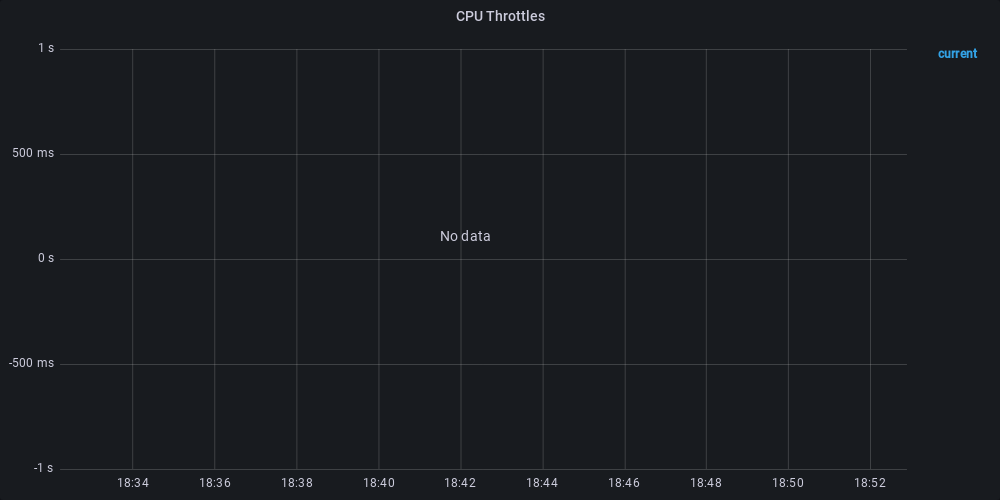 CPU Throttles
1 s
current
500 ms
No data
0 s
-500 ms
-1 s
18:34 18:36 18:38 18:40 18:42 18:44 18:46 18:48 18:50 18:52